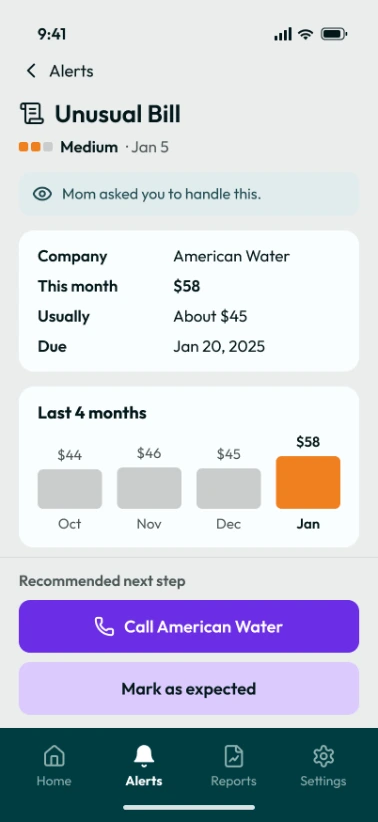 9:41
Alerts
Unusual Bill
Medium · Jan 5
Mom asked you to handle this.
Company American Water
This month $58
Usually About $45
Due Jan 20, 2025
Last 4 months
$44 $46 $45 $58
Oct Nov Dec Jan
Recommended next step
Call American Water
Mark as expected
Home Alerts Reports Settings